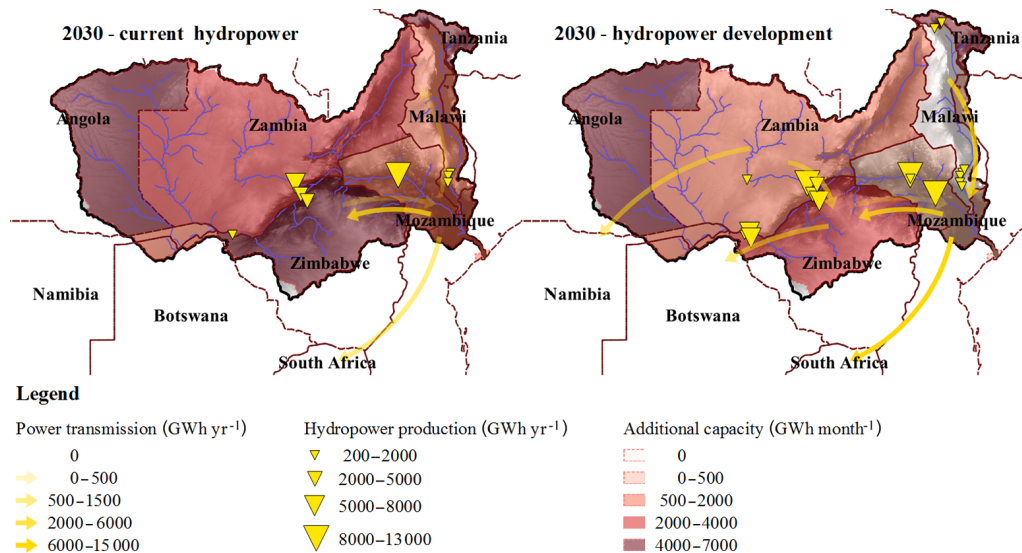 2030 - current hydropower
Tanzania
Angola
Zambia
Malawi
Mozambique
Zimbabwe
Namibia
Botswana
South Africa
2030 - hydropower development
Tanzania
Angola
Zambia
Malawi
Mozambique
Zimbabwe
Namibia
Botswana
South Africa
Legend
Power transmission (GWh yr⁻¹)
0
0–500
500–1500
2000–6000
6000–15 000
Hydropower production (GWh yr⁻¹)
200–2000
2000–5000
5000–8000
8000–13 000
Additional capacity (GWh month⁻¹)
0
0–500
500–2000
2000–4000
4000–7000